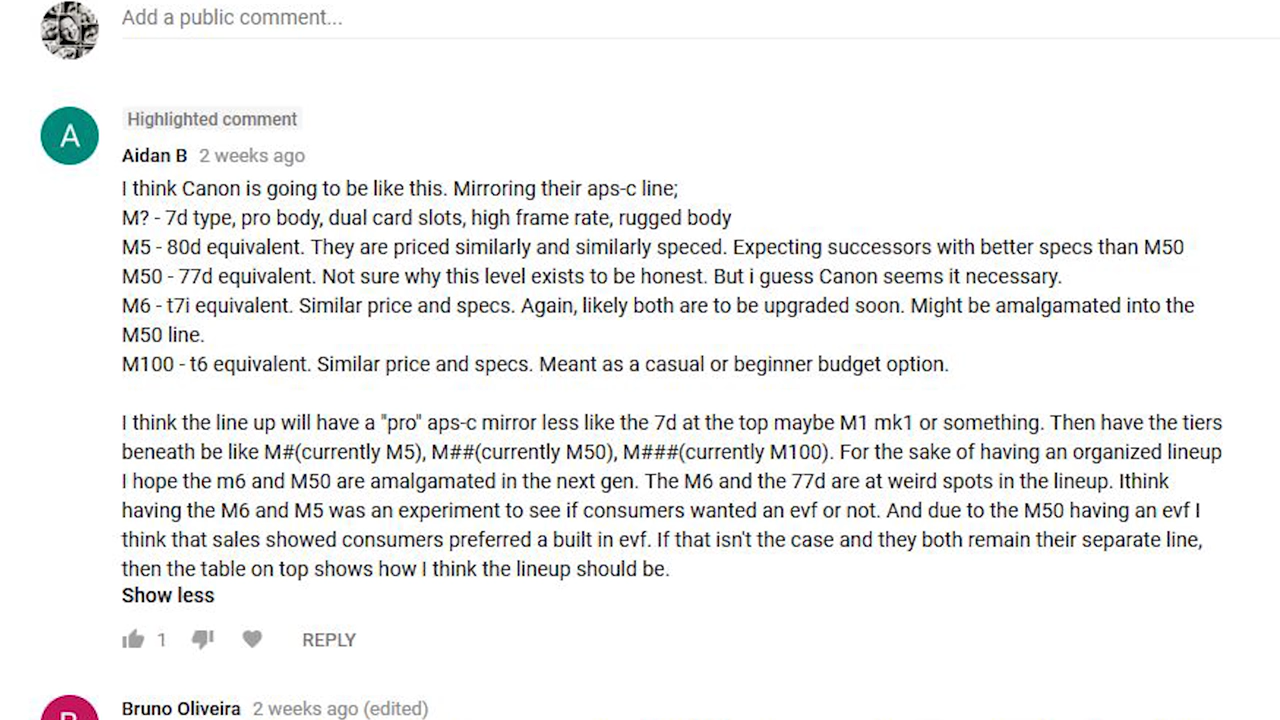 Add a public comment...
A
Highlighted comment
Aidan B 2 weeks ago
I think Canon is going to be like this. Mirroring their aps-c line;
M? - 7d type, pro body, dual card slots, high frame rate, rugged body
M5 - 80d equivalent. They are priced similarly and similarly speced. Expecting successors with better specs than M50
M50 - 77d equivalent. Not sure why this level exists to be honest. But i guess Canon seems it necessary.
M6 - t7i equivalent. Similar price and specs. Again, likely both are to be upgraded soon. Might be amalgamated into the
M50 line.
M100 - t6 equivalent. Similar price and specs. Meant as a casual or beginner budget option.
I think the line up will have a "pro" aps-c mirror less like the 7d at the top maybe M1 mk1 or something. Then have the tiers
beneath be like M#(currently M5), M##(currently M50), M###(currently M100). For the sake of having an organized lineup
I hope the m6 and M50 are amalgamated in the next gen. The M6 and the 77d are at weird spots in the lineup. Ithink
having the M6 and M5 was an experiment to see if consumers wanted an evf or not. And due to the M50 having an evf I
think that sales showed consumers preferred a built in evf. If that isn't the case and they both remain their separate line,
then the table on top shows how I think the lineup should be.
Show less
1 REPLY
Bruno Oliveira 2 weeks ago (edited)